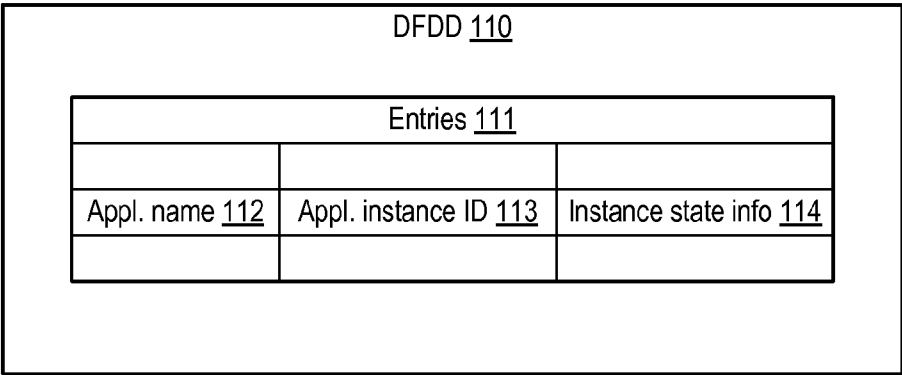 DFDD 110
Entries 111
Appl. name 112 Appl. instance ID 113 Instance state info 114